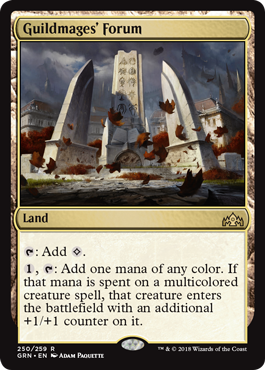 Guildmages' Forum
Land
: Add .
1, : Add one mana of any color. If
that mana is spent on a multicolored
creature spell, that creature enters
the battlefield with an additional
+1/+1 counter on it.
250/259 R
GRN • EN Adam Paquette
™ & © 2018 Wizards of the Coast